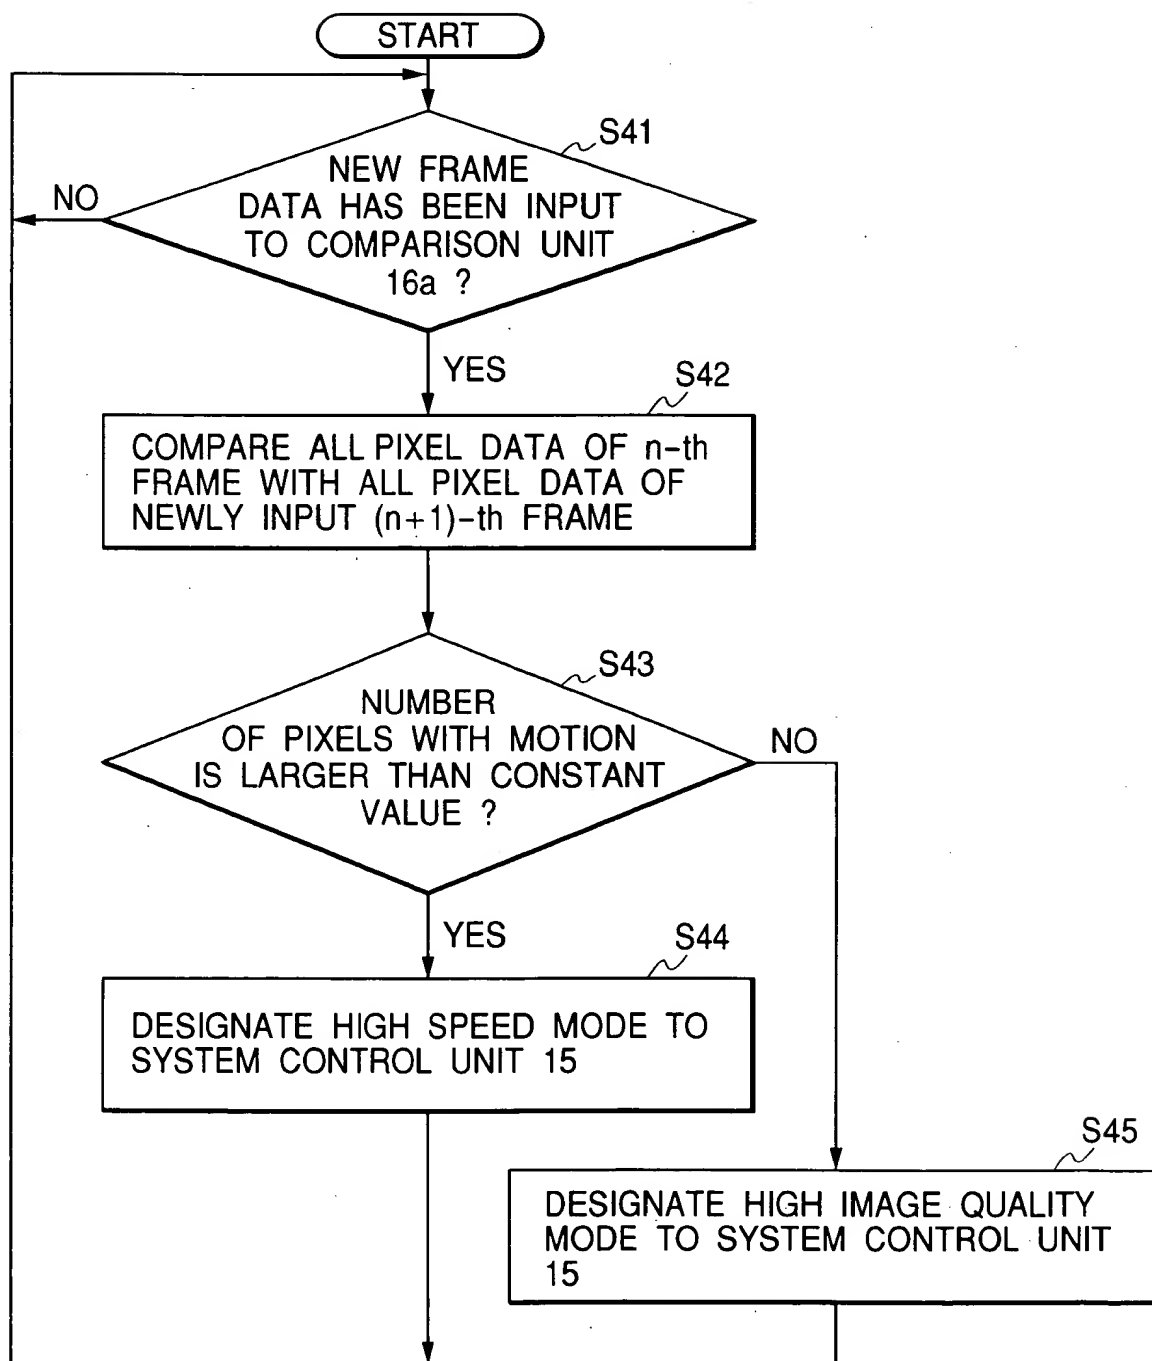 START
S41
NEW FRAME
DATA HAS BEEN INPUT
TO COMPARISON UNIT
16a ?
NO
YES
S42
COMPARE ALL PIXEL DATA OF n-th
FRAME WITH ALL PIXEL DATA OF
NEWLY INPUT (n+1)-th FRAME
S43
NUMBER
OF PIXELS WITH MOTION
IS LARGER THAN CONSTANT
VALUE ?
NO
YES
S44
DESIGNATE HIGH SPEED MODE TO
SYSTEM CONTROL UNIT 15
S45
DESIGNATE HIGH IMAGE QUALITY
MODE TO SYSTEM CONTROL UNIT
15